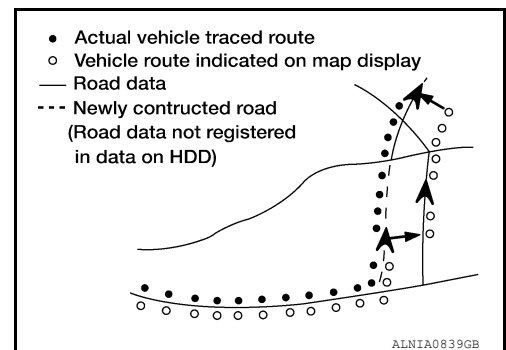 Actual vehicle traced route
Vehicle route indicated on map display
Road data
Newly contructed road
(Road data not registered
in data on HDD)
ALNIA0839GB